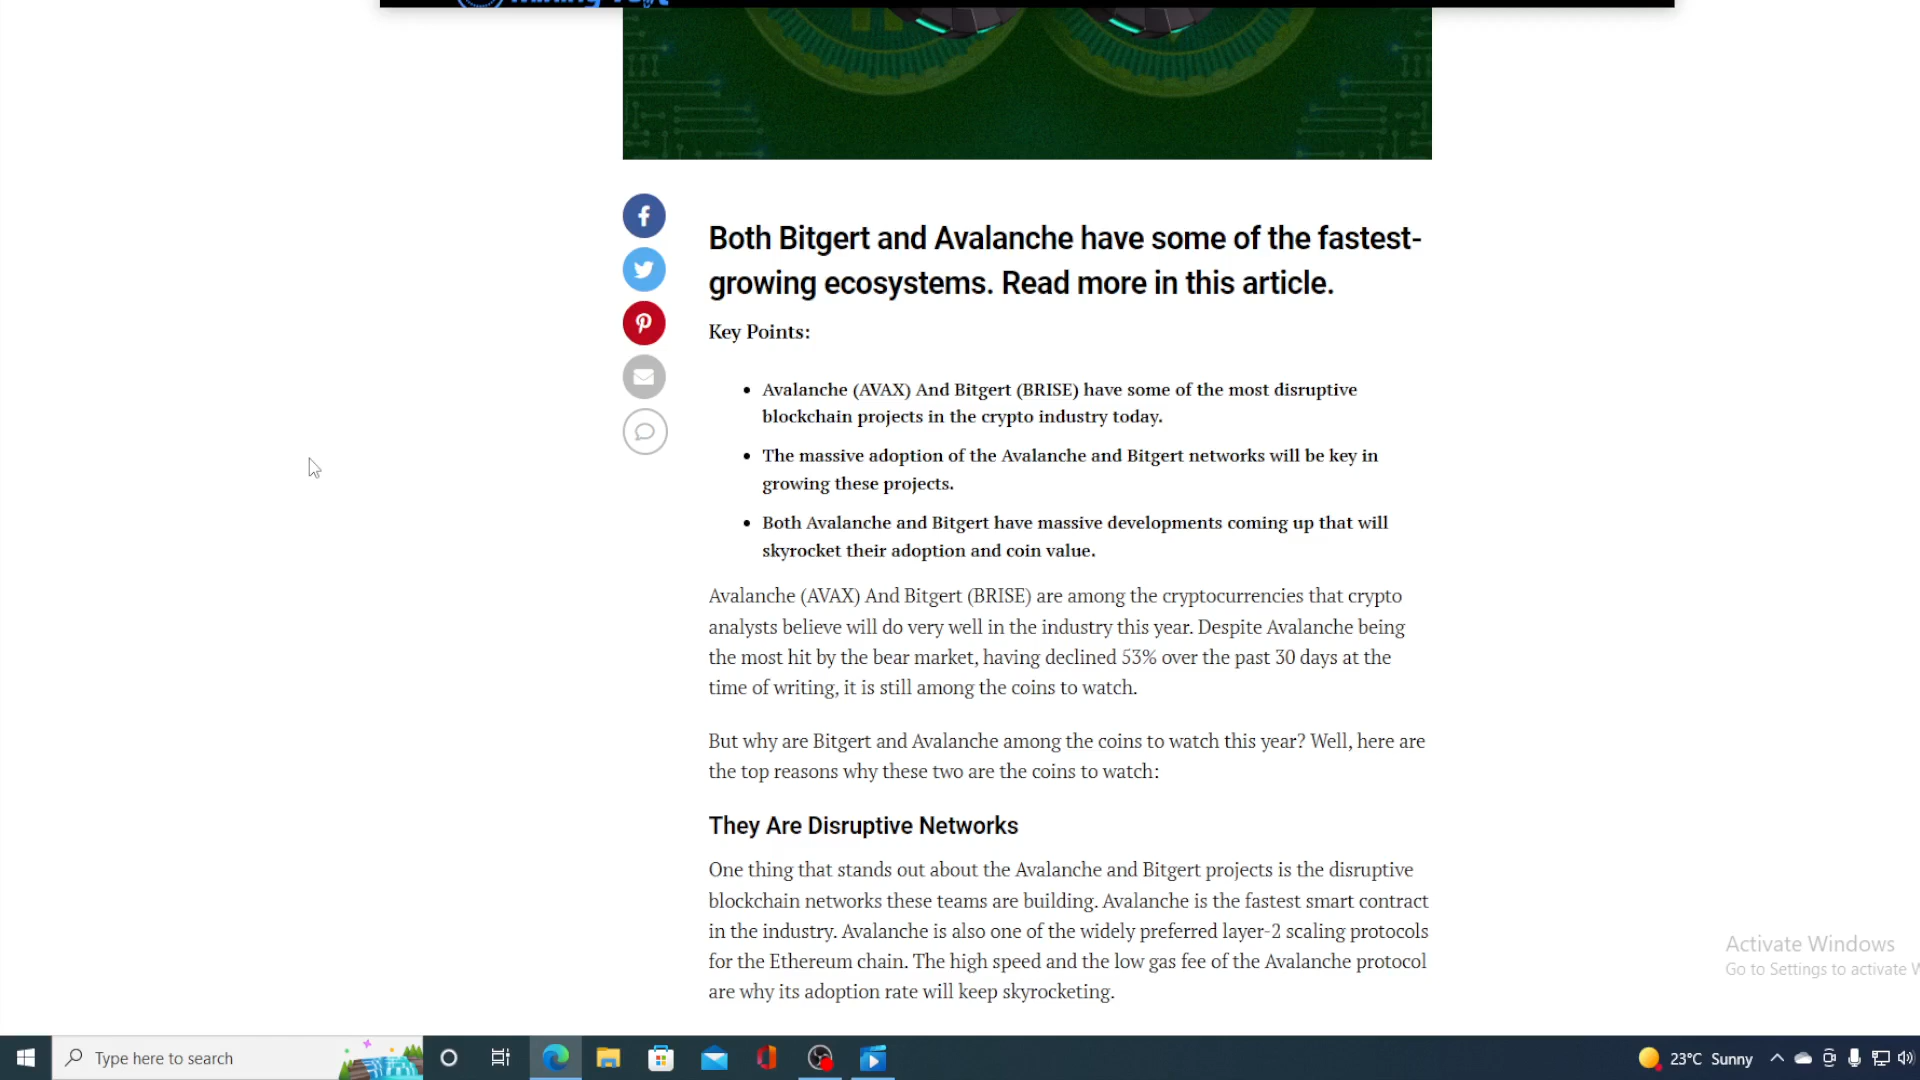 Both Bitgert and Avalanche have some of the fastest-
growing ecosystems. Read more in this article.
Key Points:
Avalanche (AVAX) And Bitgert (BRISE) have some of the most disruptive
blockchain projects in the crypto industry today.
The massive adoption of the Avalanche and Bitgert networks will be key in
growing these projects.
Both Avalanche and Bitgert have massive developments coming up that will
skyrocket their adoption and coin value.
Avalanche (AVAX) And Bitgert (BRISE) are among the cryptocurrencies that crypto
analysts believe will do very well in the industry this year. Despite Avalanche being
the most hit by the bear market, having declined 53% over the past 30 days at the
time of writing, it is still among the coins to watch.
But why are Bitgert and Avalanche among the coins to watch this year? Well, here are
the top reasons why these two are the coins to watch:
They Are Disruptive Networks
One thing that stands out about the Avalanche and Bitgert projects is the disruptive
blockchain networks these teams are building. Avalanche is the fastest smart contract
in the industry. Avalanche is also one of the widely preferred layer-2 scaling protocols
for the Ethereum chain. The high speed and the low gas fee of the Avalanche protocol
are why its adoption rate will keep skyrocketing.
Activate Windows
Go to Settings to activate W
Type here to search
23°C Sunny